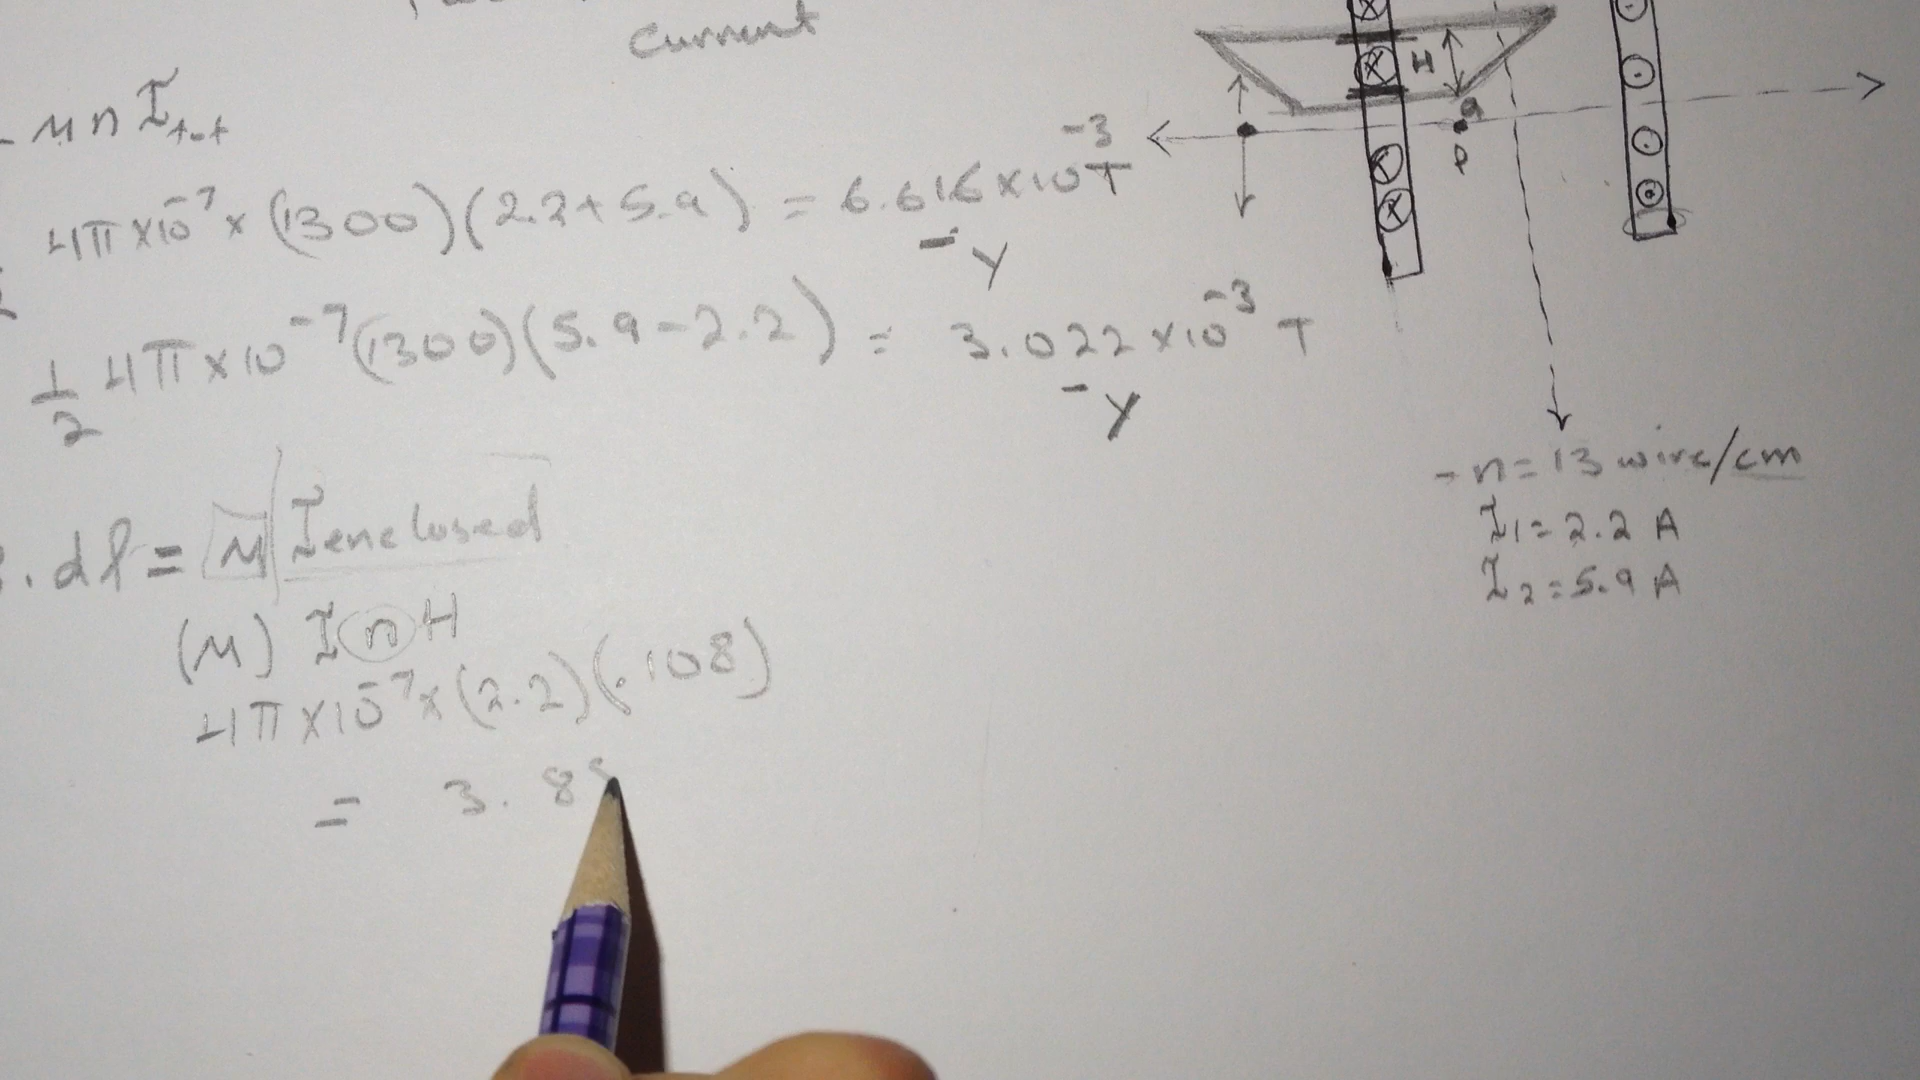 Current
- μ n I tot
4π×10⁻⁷ × (1300)(2.2+5.9) = 6.616×10⁻³ T
- y
1/2 4π×10⁻⁷(1300)(5.9-2.2) = 3.022×10⁻³ T
- y
. dl = μ I enclosed
(μ) I n H
4π×10⁻⁷×(2.2)(.108)
= 3. 8
H
a
P
- n = 13 wire/cm
I₁ = 2.2 A
I₂ = 5.9 A